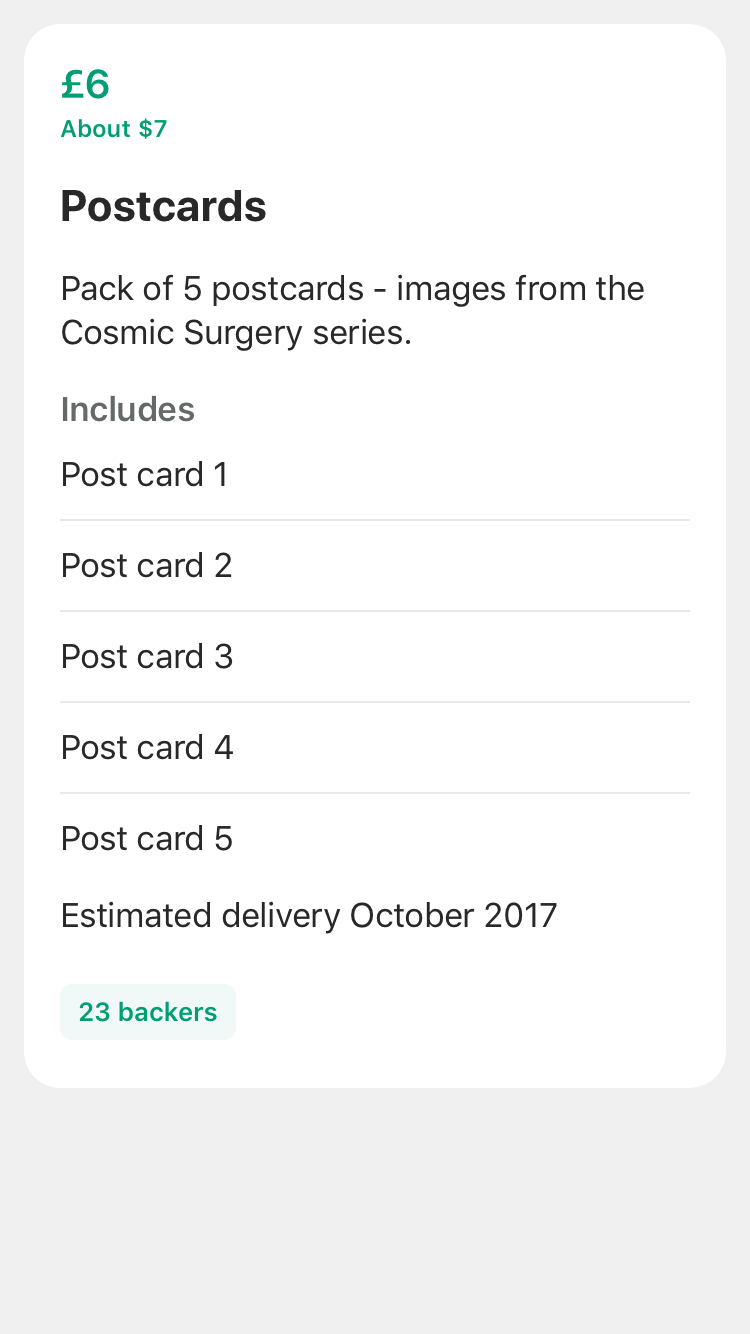 £6
About $7
Postcards
Pack of 5 postcards - images from the
Cosmic Surgery series.
Includes
Post card 1
Post card 2
Post card 3
Post card 4
Post card 5
Estimated delivery October 2017
23 backers